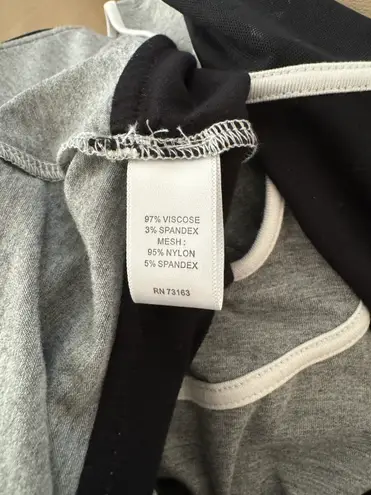 97% VISCOSE
3% SPANDEX
MESH :
95% NYLON
5% SPANDEX
RN 73163